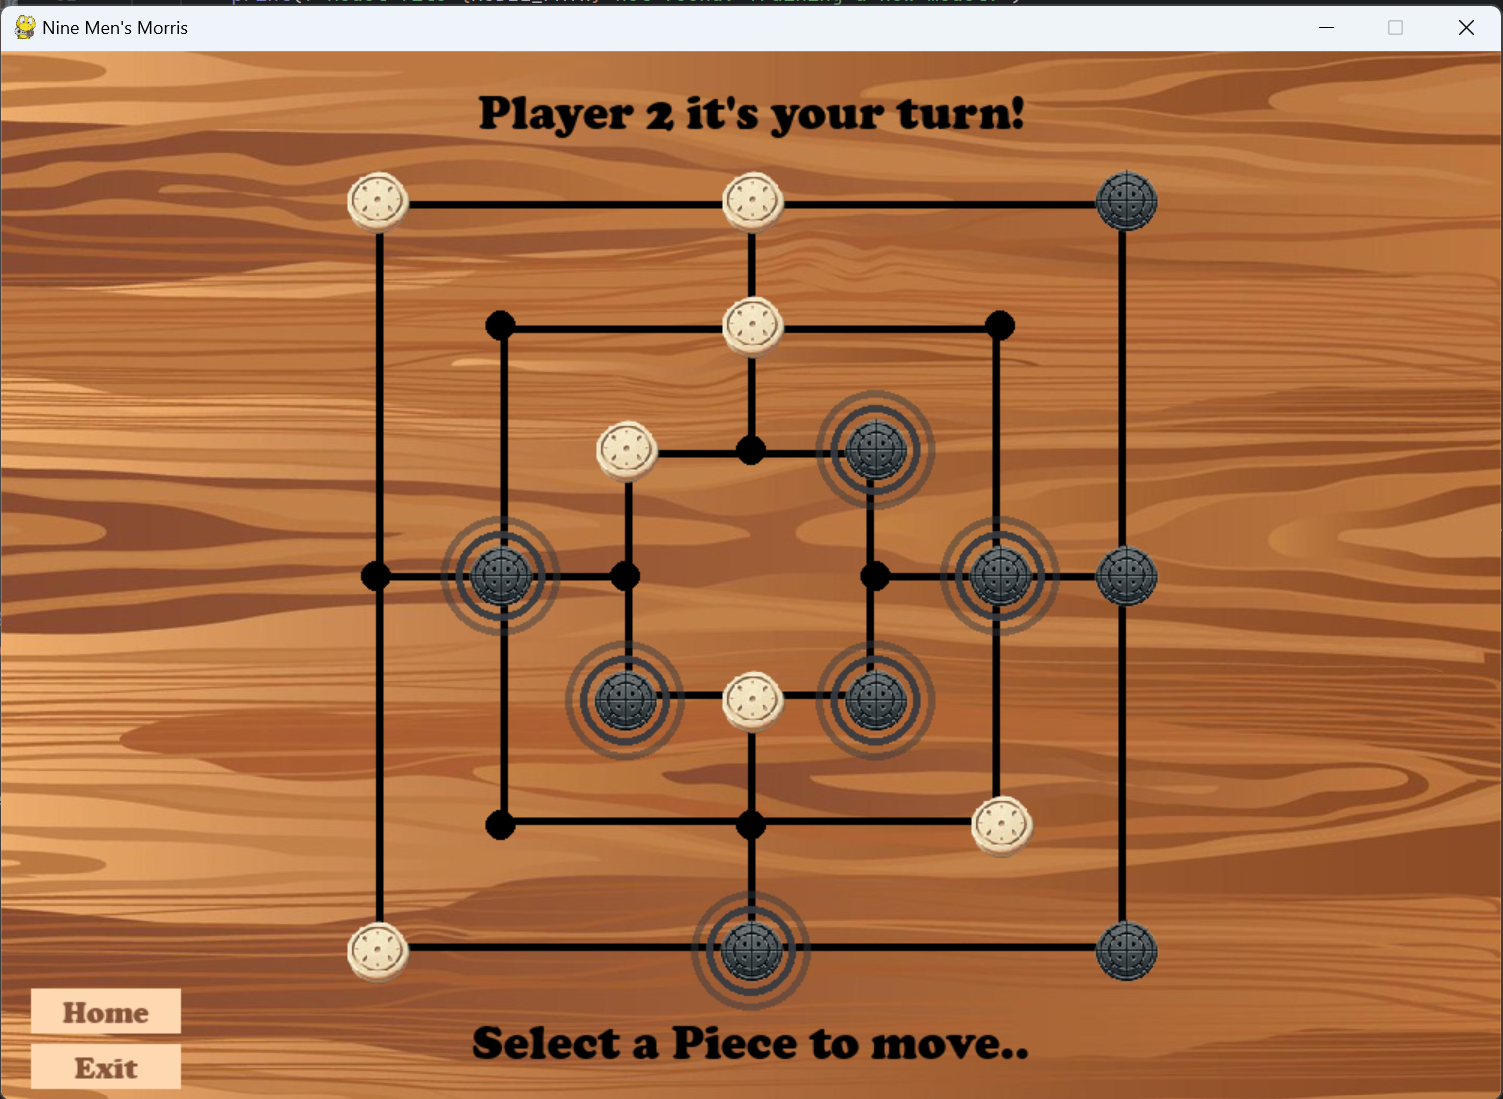 Nine Men's Morris
Player 2 it's your turn!
Home
Select a Piece to move..
Exit